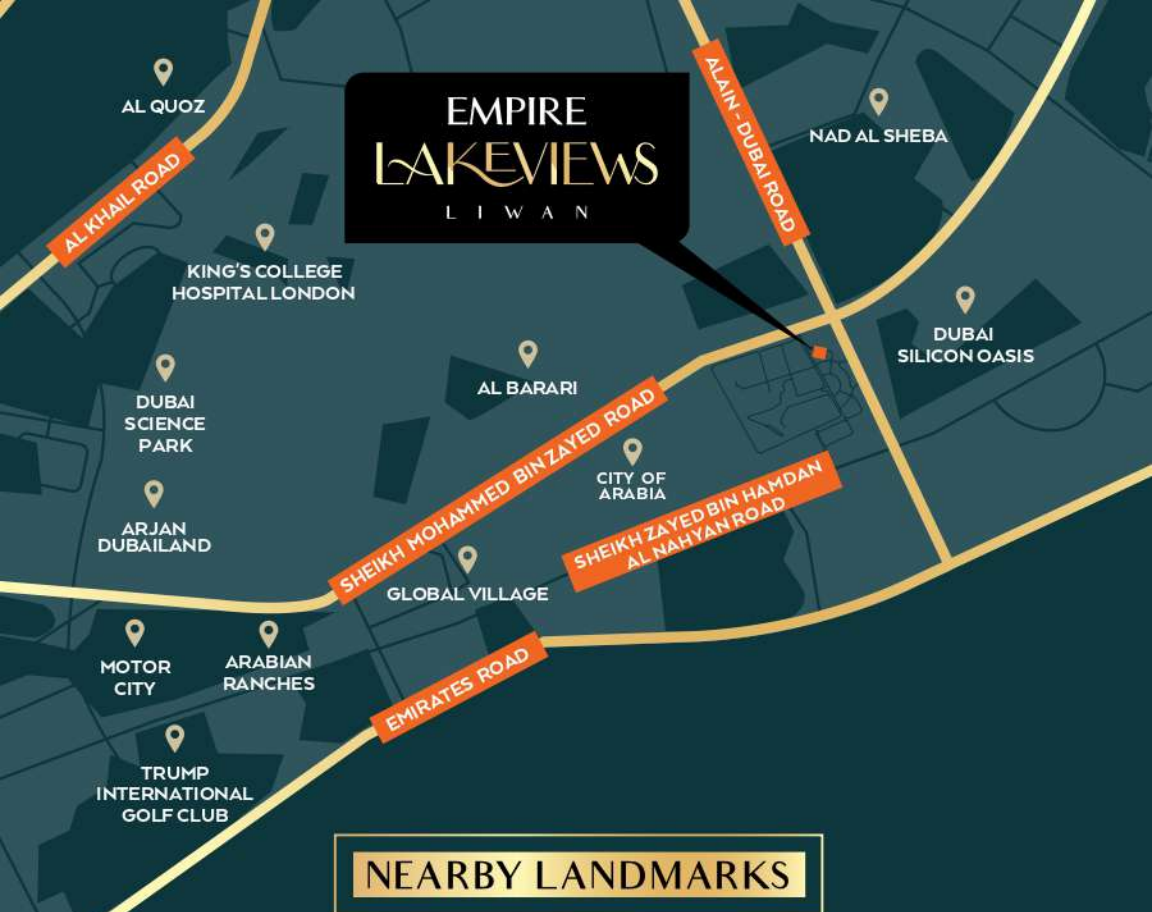 AL QUOZ
AL KHAIL ROAD
EMPIRE
LAKEVIEWS
LIWAN
ALAIN - DUBAI ROAD
NAD AL SHEBA
KING'S COLLEGE
HOSPITAL LONDON
DUBAI
SILICON OASIS
DUBAI
SCIENCE
PARK
AL BARARI
SHEIKH MOHAMMED BIN ZAYED ROAD
CITY OF
ARABIA
SHEIKH ZAYED BIN HAMDAN
AL NAHYAN ROAD
ARJAN
DUBAILAND
GLOBAL VILLAGE
MOTOR
CITY
ARABIAN
RANCHES
EMIRATES ROAD
TRUMP
INTERNATIONAL
GOLF CLUB
NEARBY LANDMARKS